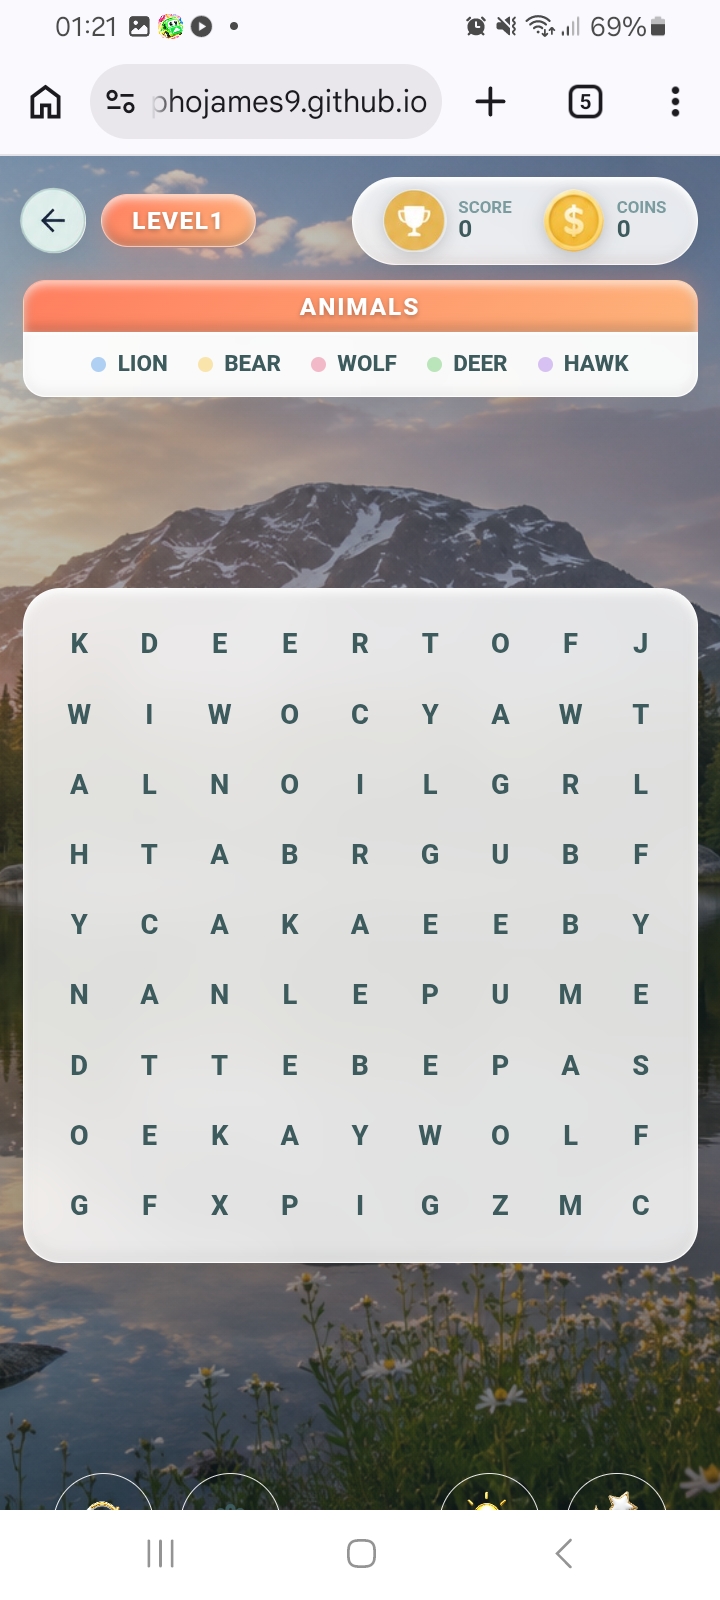 01:21 69%
phojames9.github.io 5
LEVEL1 SCORE 0 COINS 0
ANIMALS
LION BEAR WOLF DEER HAWK
K D E E R T O F J
W I W O C Y A W T
A L N O I L G R L
H T A B R G U B F
Y C A K A E E B Y
N A N L E P U M E
D T T E B E P A S
O E K A Y W O L F
G F X P I G Z M C